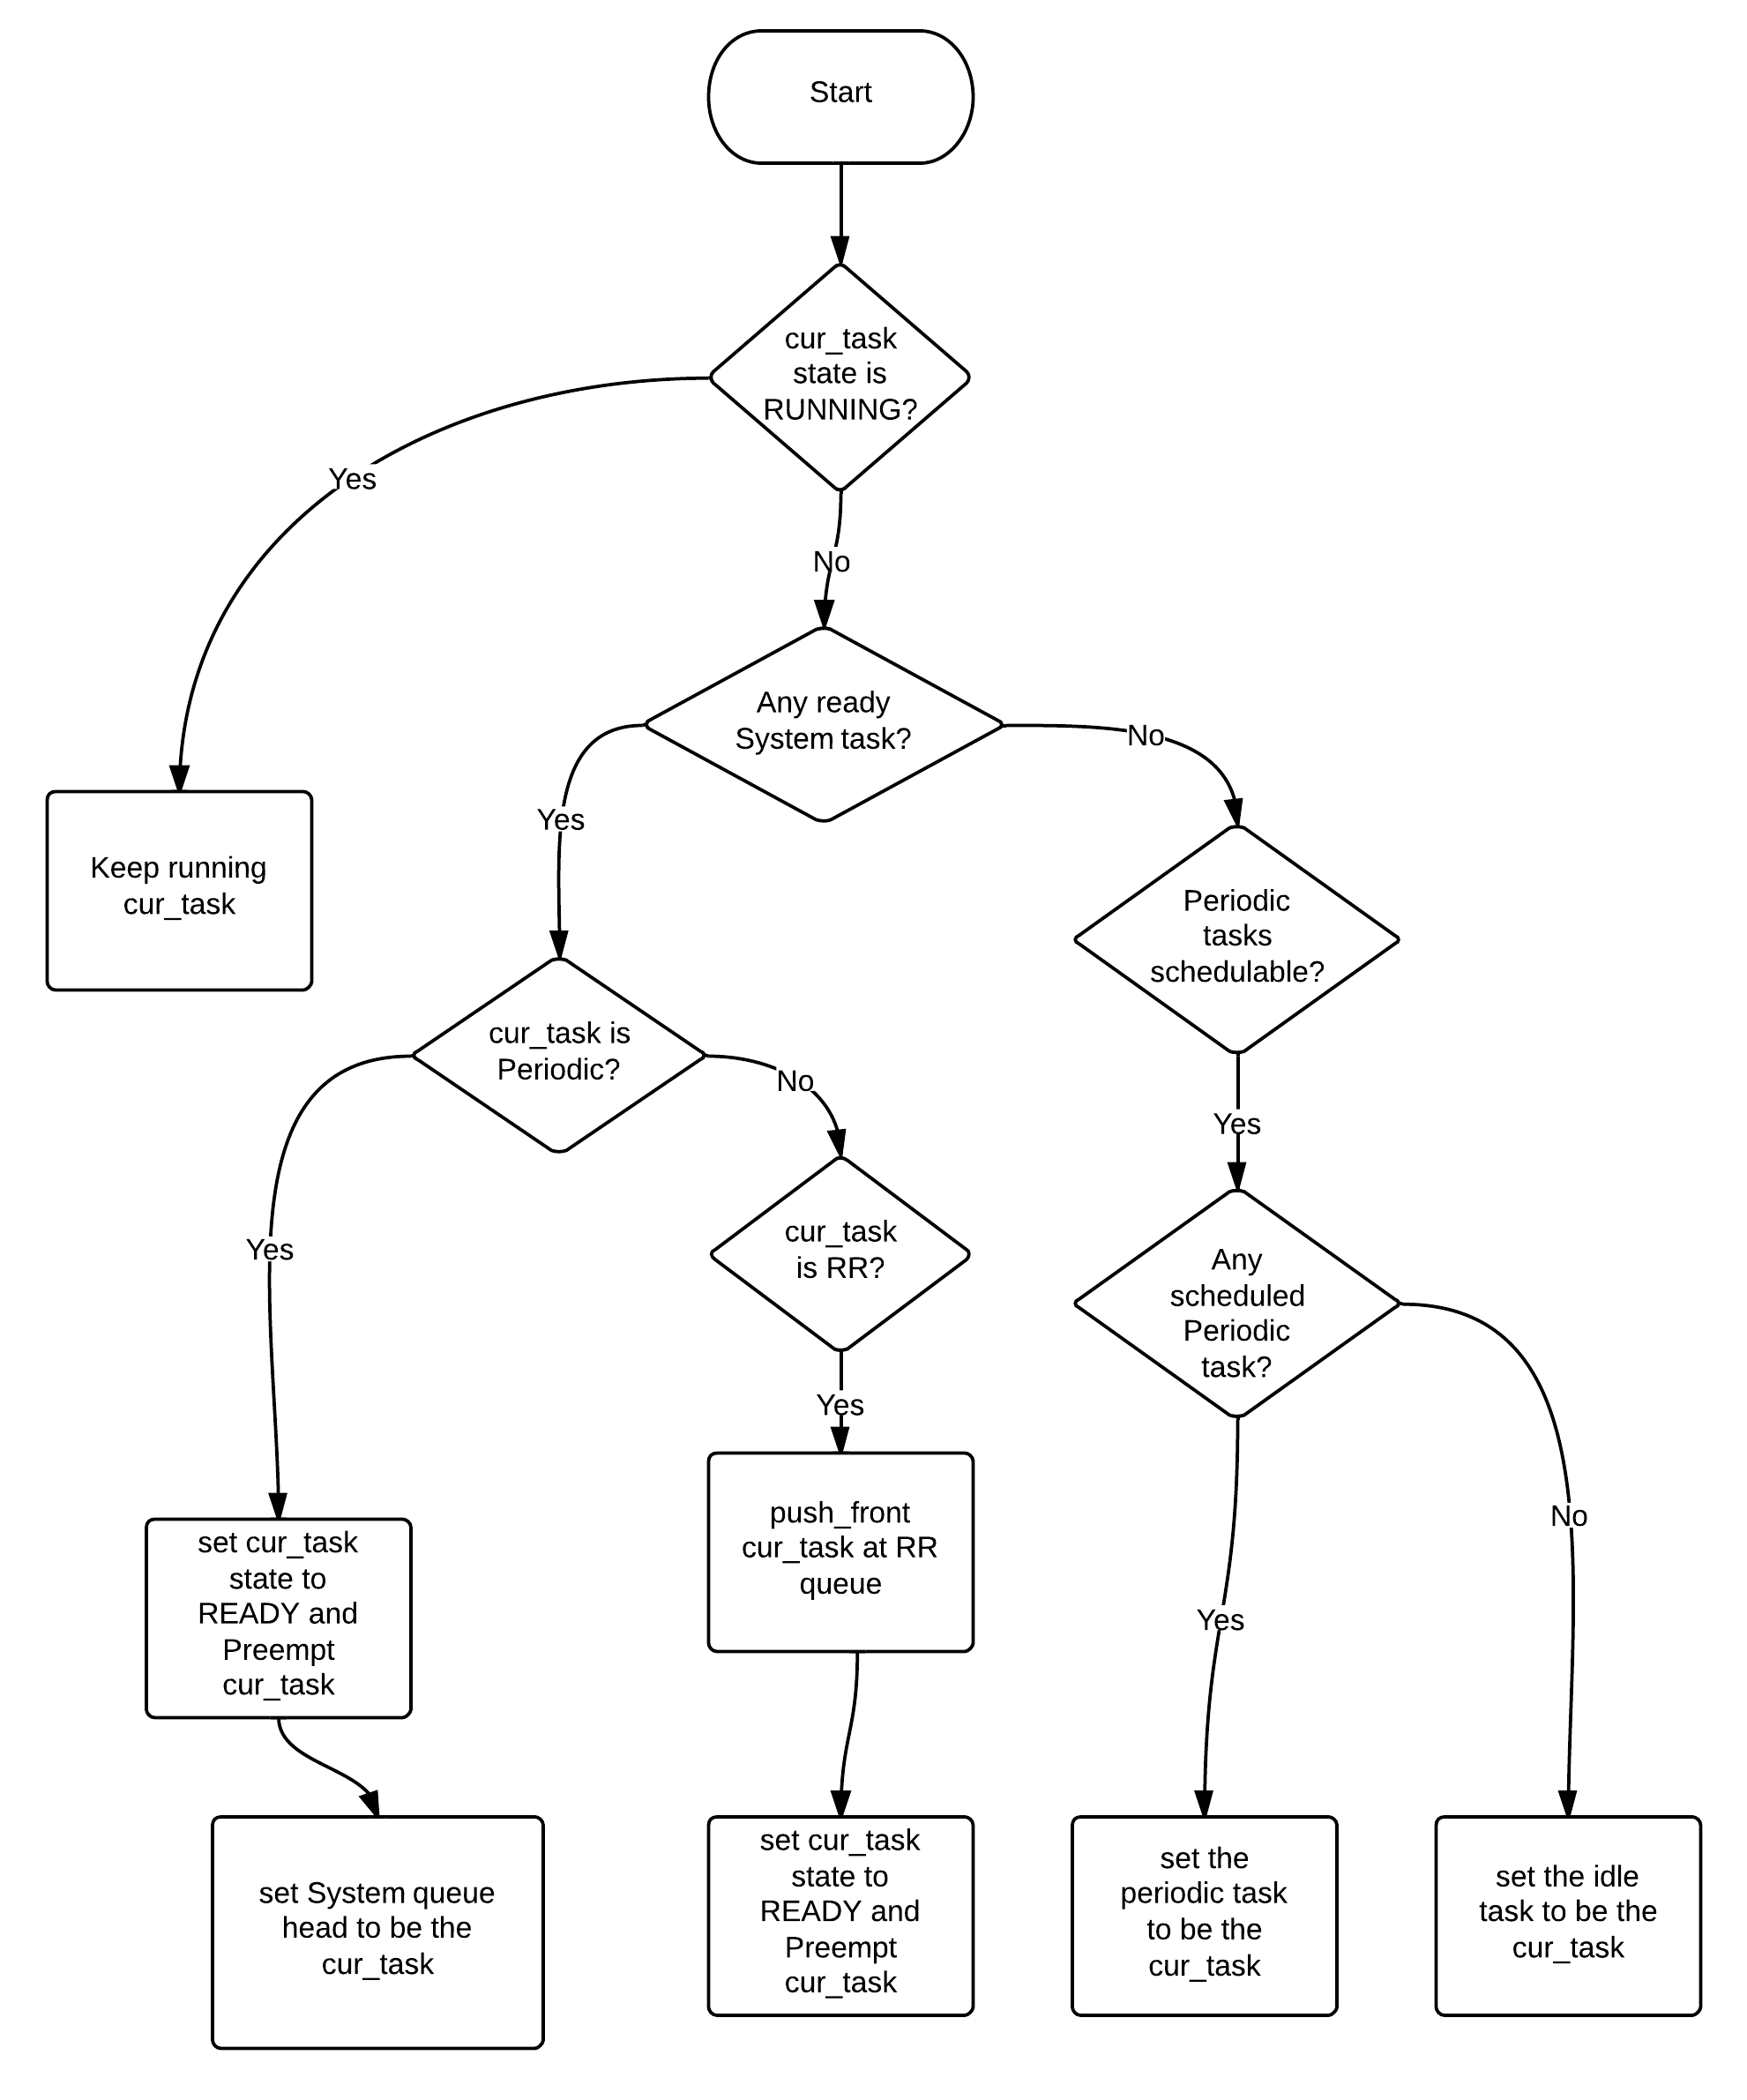 Start
cur_task
state is
RUNNING?
Yes
No
Any ready
System task?
No
Yes
Keep running
cur_task
Periodic
tasks
schedulable?
cur_task is
Periodic?
No
Yes
Yes
cur_task
is RR?
Any
scheduled
Periodic
task?
Yes
push_front
cur_task at RR
queue
No
set cur_task
state to
READY and
Preempt
cur_task
Yes
set System queue
head to be the
cur_task
set cur_task
state to
READY and
Preempt
cur_task
set the
periodic task
to be the
cur_task
set the idle
task to be the
cur_task